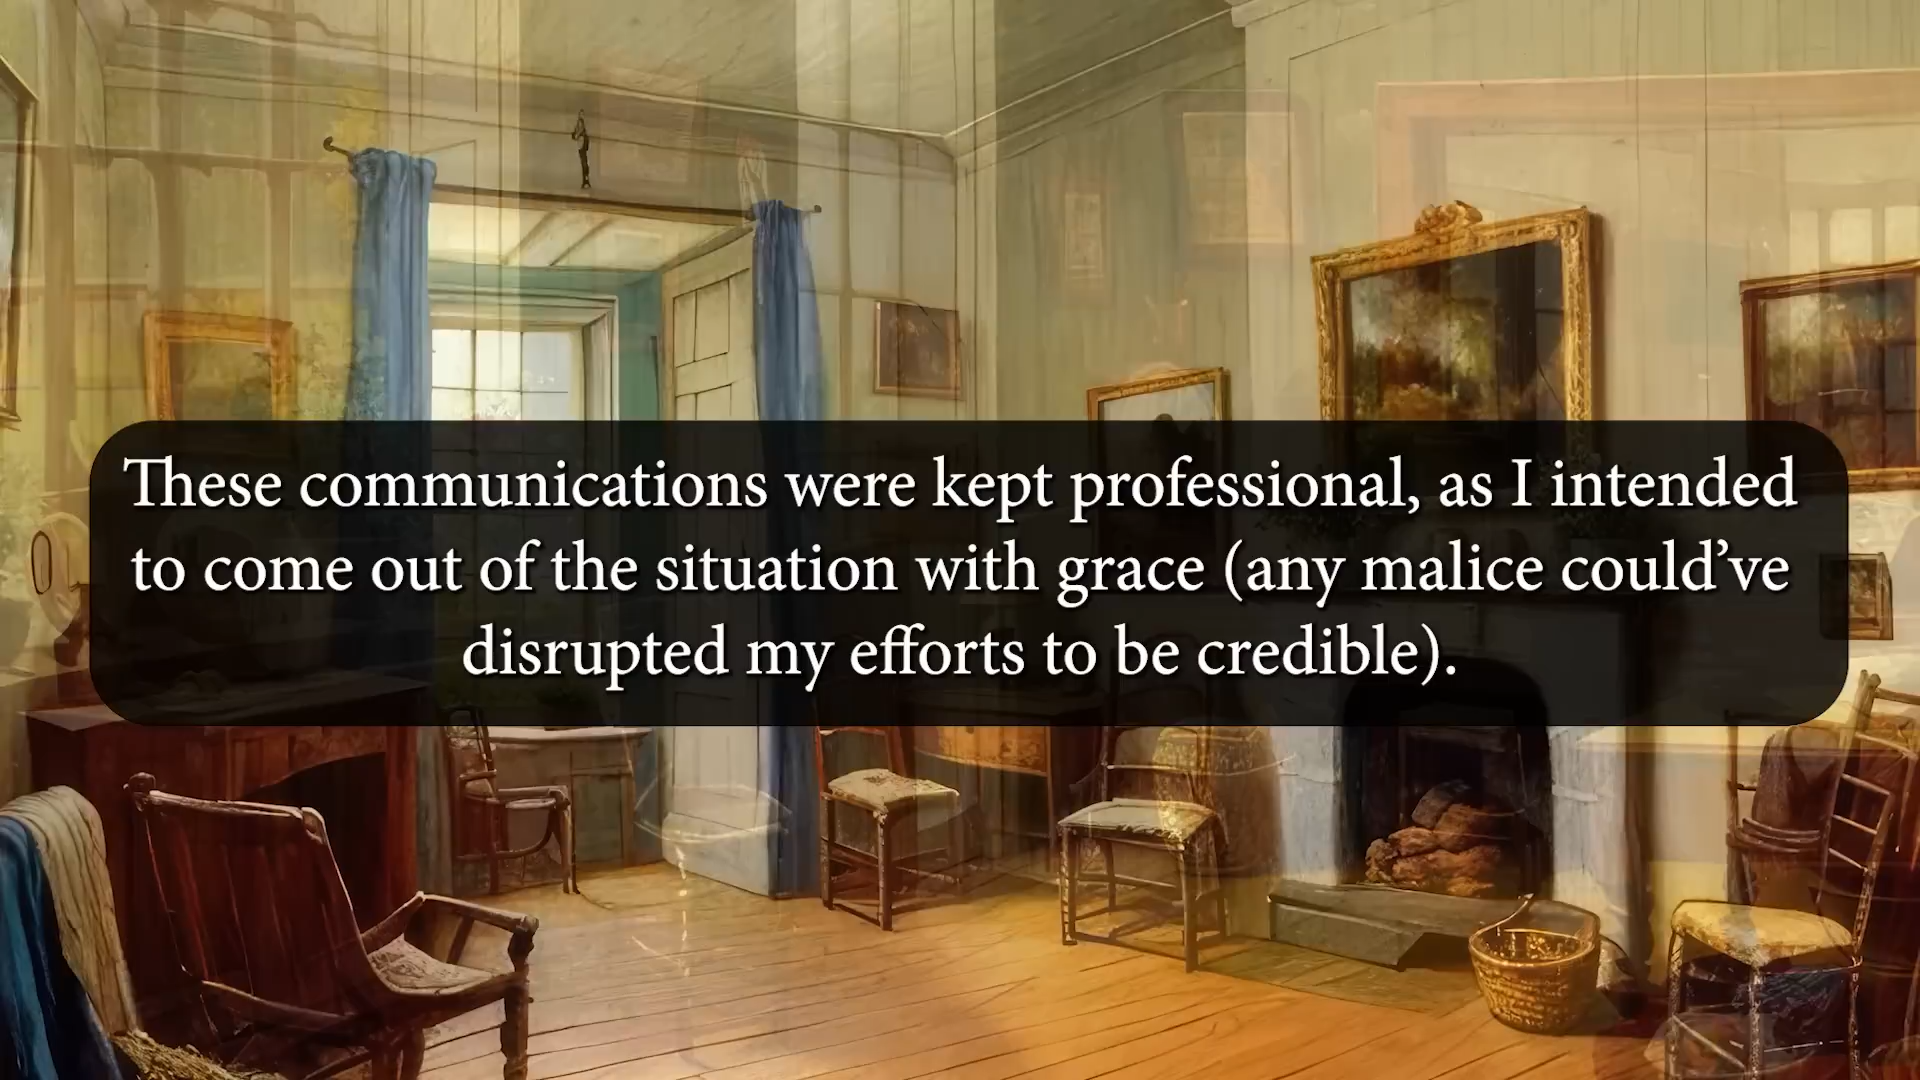 These communications were kept professional, as I intended
to come out of the situation with grace (any malice could’ve
disrupted my efforts to be credible).